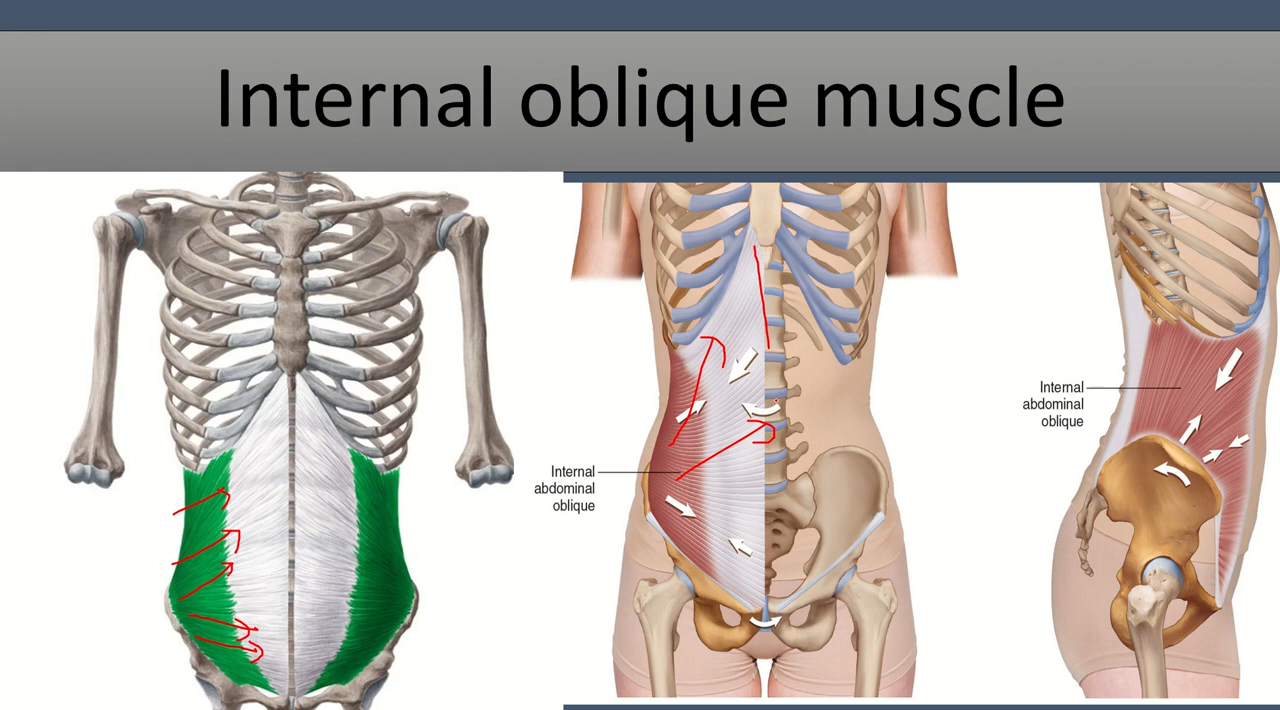 Internal oblique muscle
Internal
abdominal
oblique
Internal
abdominal
oblique